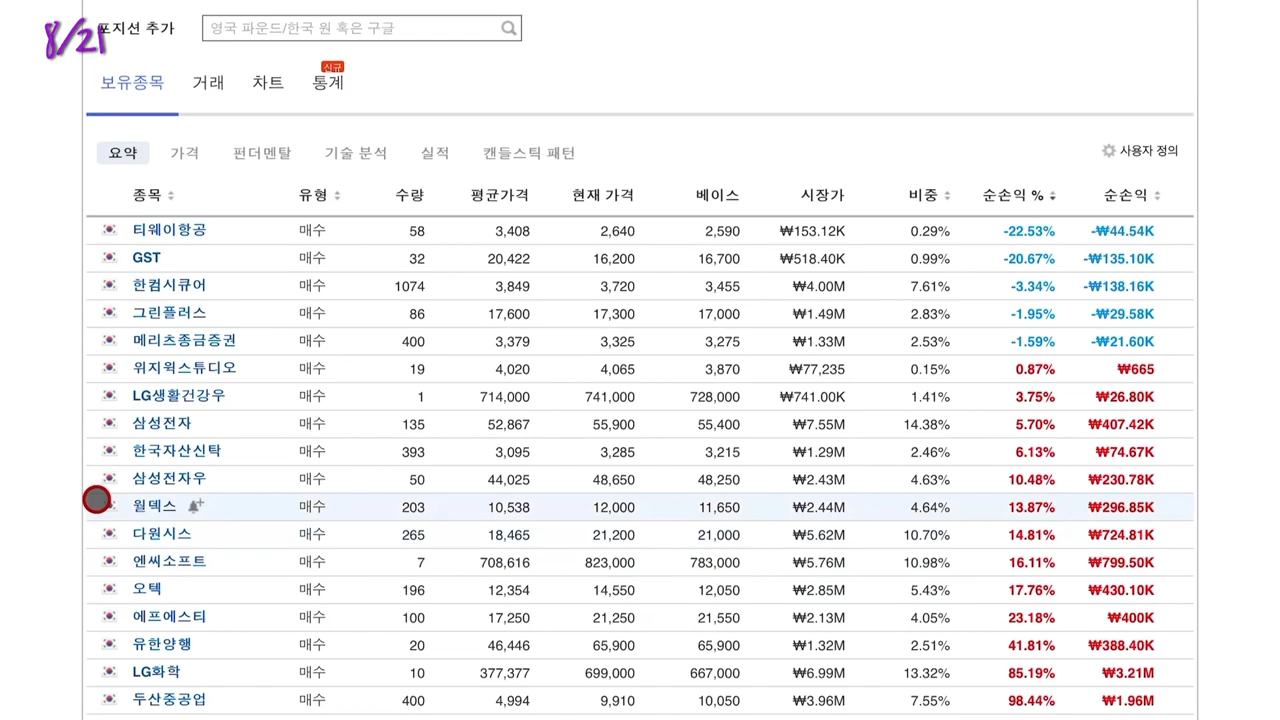 8/21
포지션 추가 영국 파운드/한국 원 혹은 구글
신규
보유종목 거래 차트 통계
요약 가격 펀더멘탈 기술 분석 실적 캔들스틱 패턴 사용자 정의
종목 유형 수량 평균가격 현재 가격 베이스 시장가 비중 순손익 % 순손익
티웨이항공 매수 58 3,408 2,640 2,590 ₩153.12K 0.29% -22.53% -₩44.54K
GST 매수 32 20,422 16,200 16,700 ₩518.40K 0.99% -20.67% -₩135.10K
한컴시큐어 매수 1074 3,849 3,720 3,455 ₩4.00M 7.61% -3.34% -₩138.16K
그린플러스 매수 86 17,600 17,300 17,000 ₩1.49M 2.83% -1.95% -₩29.58K
메리츠종금증권 매수 400 3,379 3,325 3,275 ₩1.33M 2.53% -1.59% -₩21.60K
위지윅스튜디오 매수 19 4,020 4,065 3,870 ₩77,235 0.15% 0.87% ₩665
LG생활건강우 매수 1 714,000 741,000 728,000 ₩741.00K 1.41% 3.75% ₩26.80K
삼성전자 매수 135 52,867 55,900 55,400 ₩7.55M 14.38% 5.70% ₩407.42K
한국자산신탁 매수 393 3,095 3,285 3,215 ₩1.29M 2.46% 6.13% ₩74.67K
삼성전자우 매수 50 44,025 48,650 48,250 ₩2.43M 4.63% 10.48% ₩230.78K
월덱스 매수 203 10,538 12,000 11,650 ₩2.44M 4.64% 13.87% ₩296.85K
다원시스 매수 265 18,465 21,200 21,000 ₩5.62M 10.70% 14.81% ₩724.81K
엔씨소프트 매수 7 708,616 823,000 783,000 ₩5.76M 10.98% 16.11% ₩799.50K
오텍 매수 196 12,354 14,550 12,050 ₩2.85M 5.43% 17.76% ₩430.10K
에프에스티 매수 100 17,250 21,250 21,550 ₩2.13M 4.05% 23.18% ₩400K
유한양행 매수 20 46,446 65,900 65,900 ₩1.32M 2.51% 41.81% ₩388.40K
LG화학 매수 10 377,377 699,000 667,000 ₩6.99M 13.32% 85.19% ₩3.21M
두산중공업 매수 400 4,994 9,910 10,050 ₩3.96M 7.55% 98.44% ₩1.96M